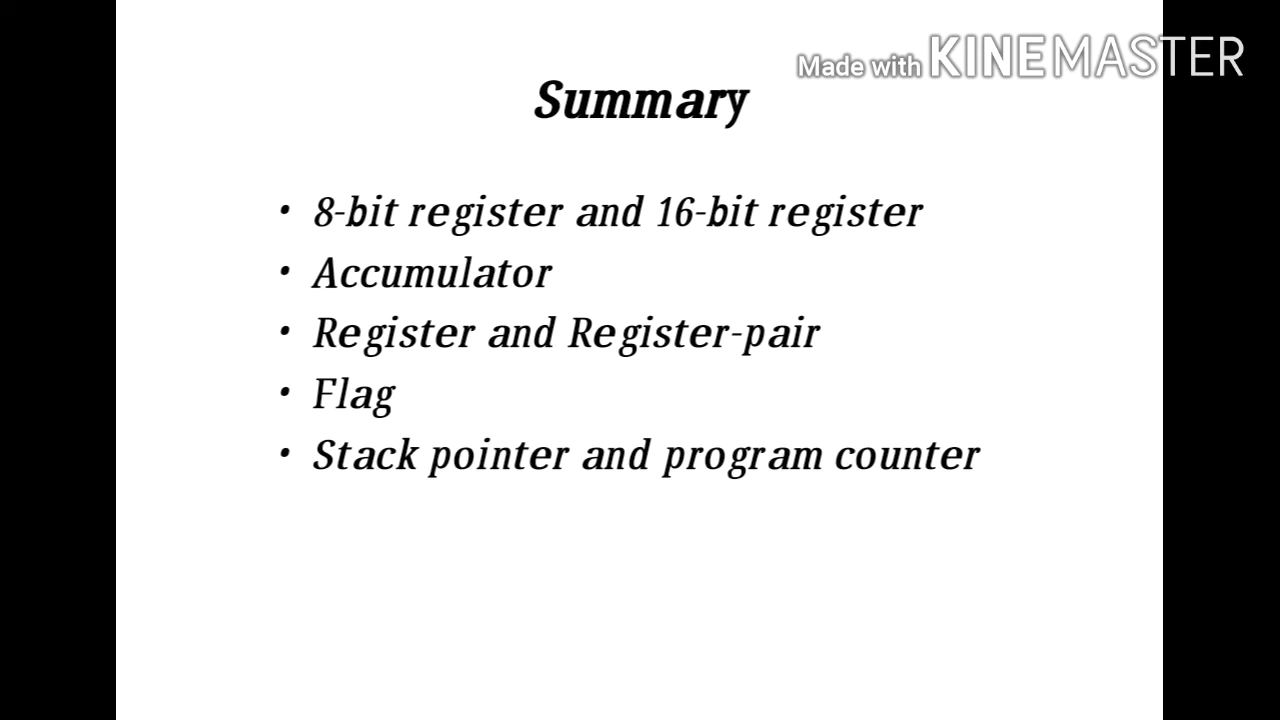 Made with KINEMASTER
Summary
• 8-bit register and 16-bit register
• Accumulator
• Register and Register-pair
• Flag
• Stack pointer and program counter